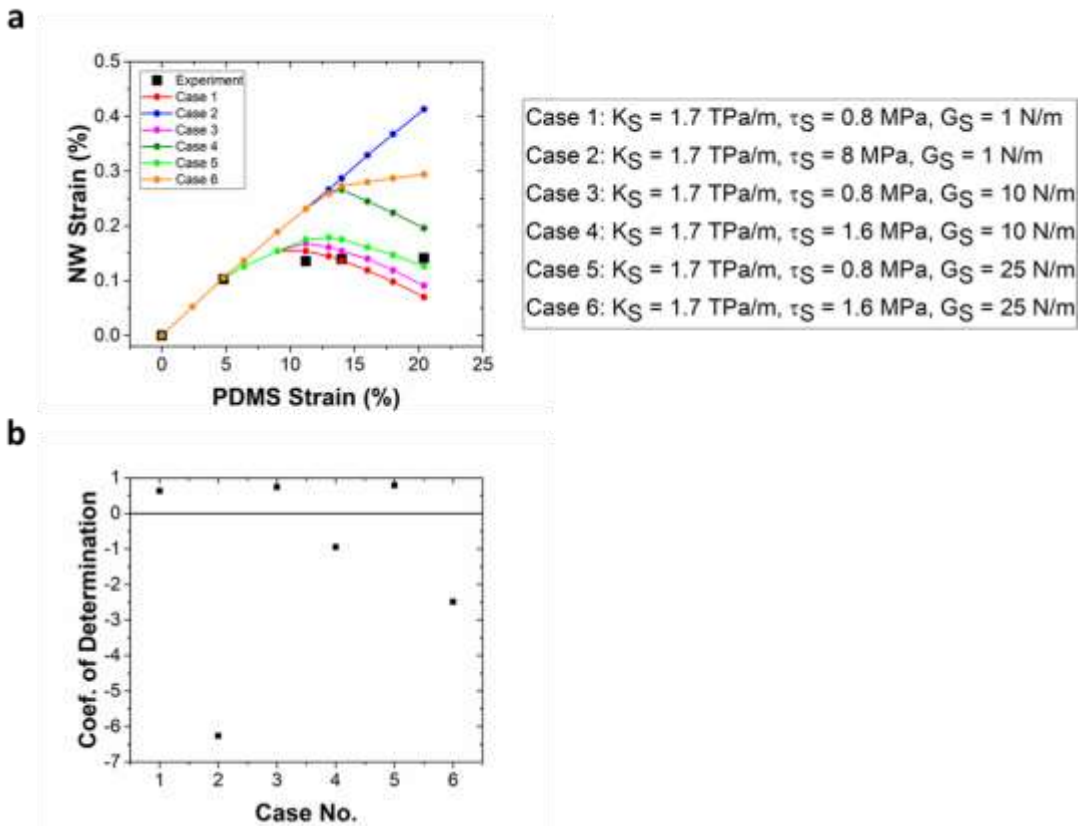 a
0.5
0.4
0.3
0.2
0.1
0.0
NW Strain (%)
Experiment
Case 1
Case 2
Case 3
Case 4
Case 5
Case 6
0 5 10 15 20 25
PDMS Strain (%)
Case 1: KS = 1.7 TPa/m, τS = 0.8 MPa, GS = 1 N/m
Case 2: KS = 1.7 TPa/m, τS = 8 MPa, GS = 1 N/m
Case 3: KS = 1.7 TPa/m, τS = 0.8 MPa, GS = 10 N/m
Case 4: KS = 1.7 TPa/m, τS = 1.6 MPa, GS = 10 N/m
Case 5: KS = 1.7 TPa/m, τS = 0.8 MPa, GS = 25 N/m
Case 6: KS = 1.7 TPa/m, τS = 1.6 MPa, GS = 25 N/m
b
1
0
-1
-2
-3
-4
-5
-6
-7
Coef. of Determination
1 2 3 4 5 6
Case No.